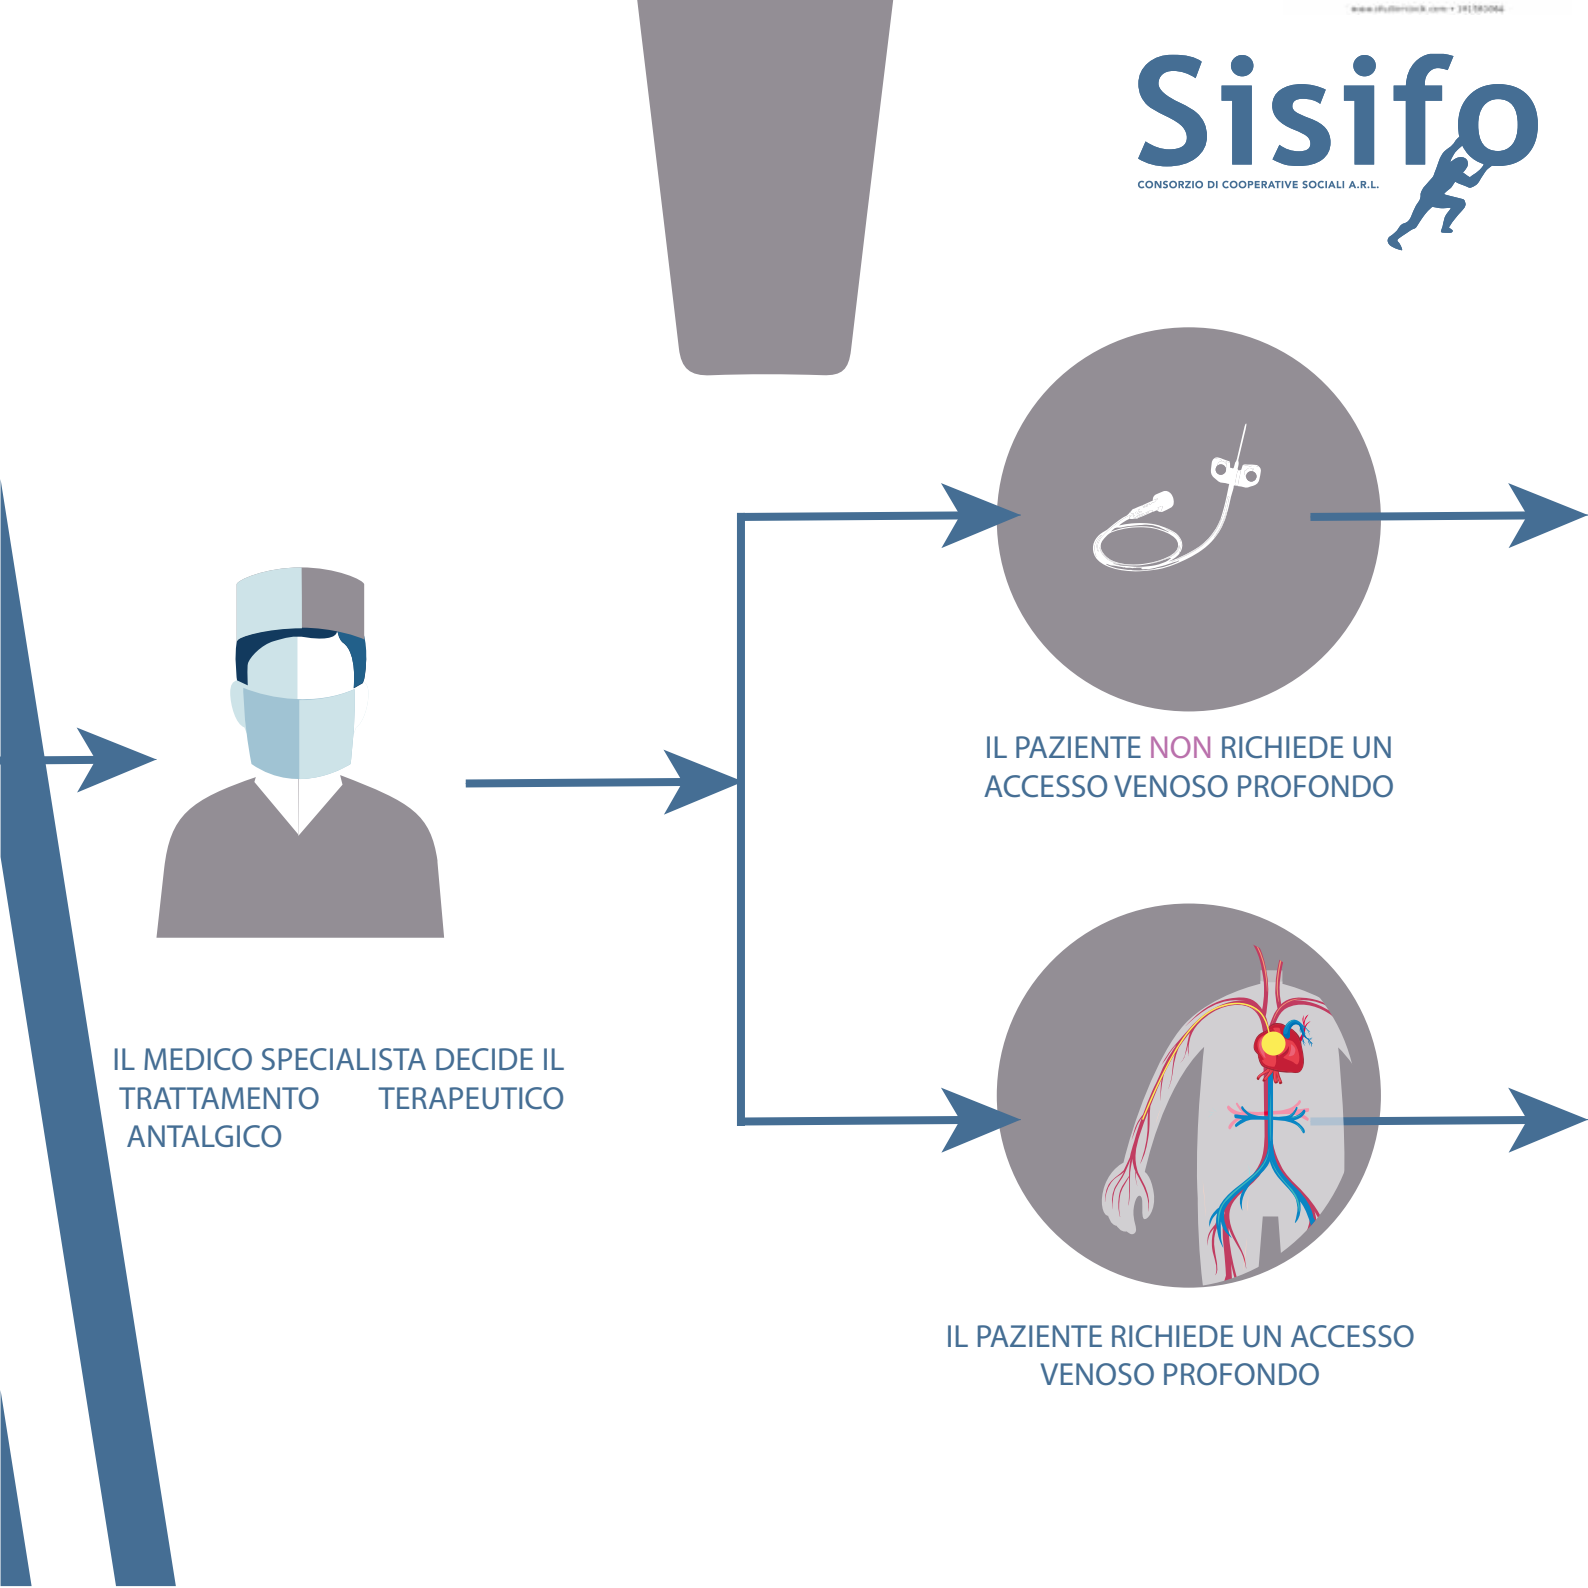 Sisifo
CONSORZIO DI COOPERATIVE SOCIALI A.R.L.
IL PAZIENTE NON RICHIEDE UN
ACCESSO VENOSO PROFONDO
IL MEDICO SPECIALISTA DECIDE IL
TRATTAMENTO TERAPEUTICO
ANTALGICO
IL PAZIENTE RICHIEDE UN ACCESSO
VENOSO PROFONDO